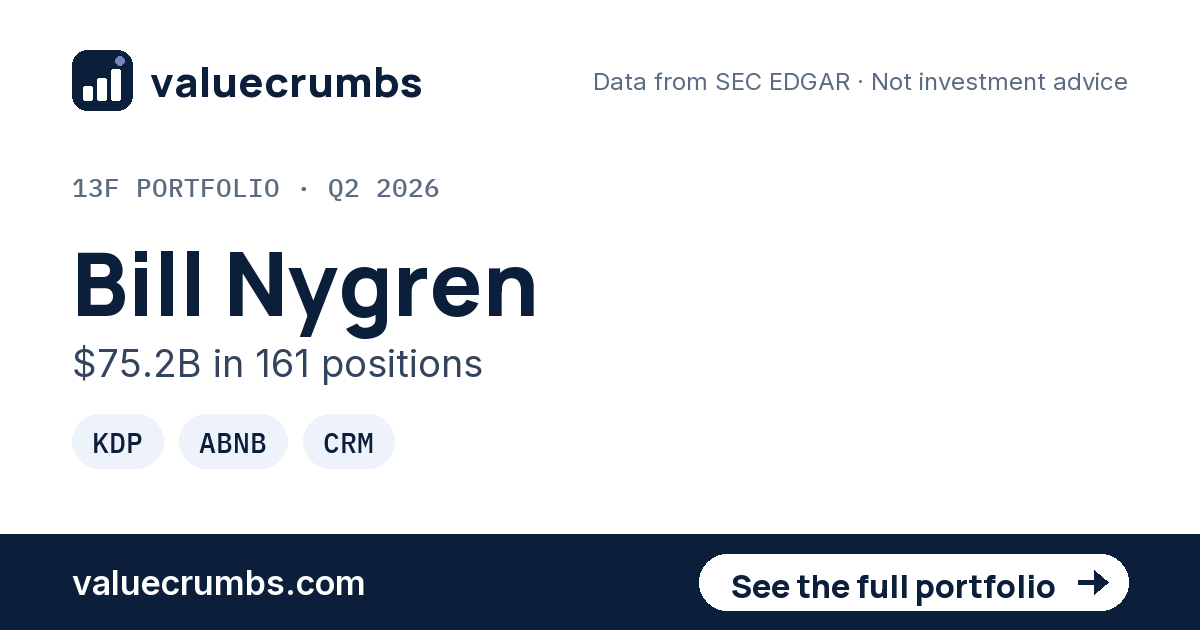 valuecrumbs
Data from SEC EDGAR · Not investment advice
13F PORTFOLIO · Q2 2026
Bill Nygren
$75.2B in 161 positions
KDP ABNB CRM
valuecrumbs.com
See the full portfolio →